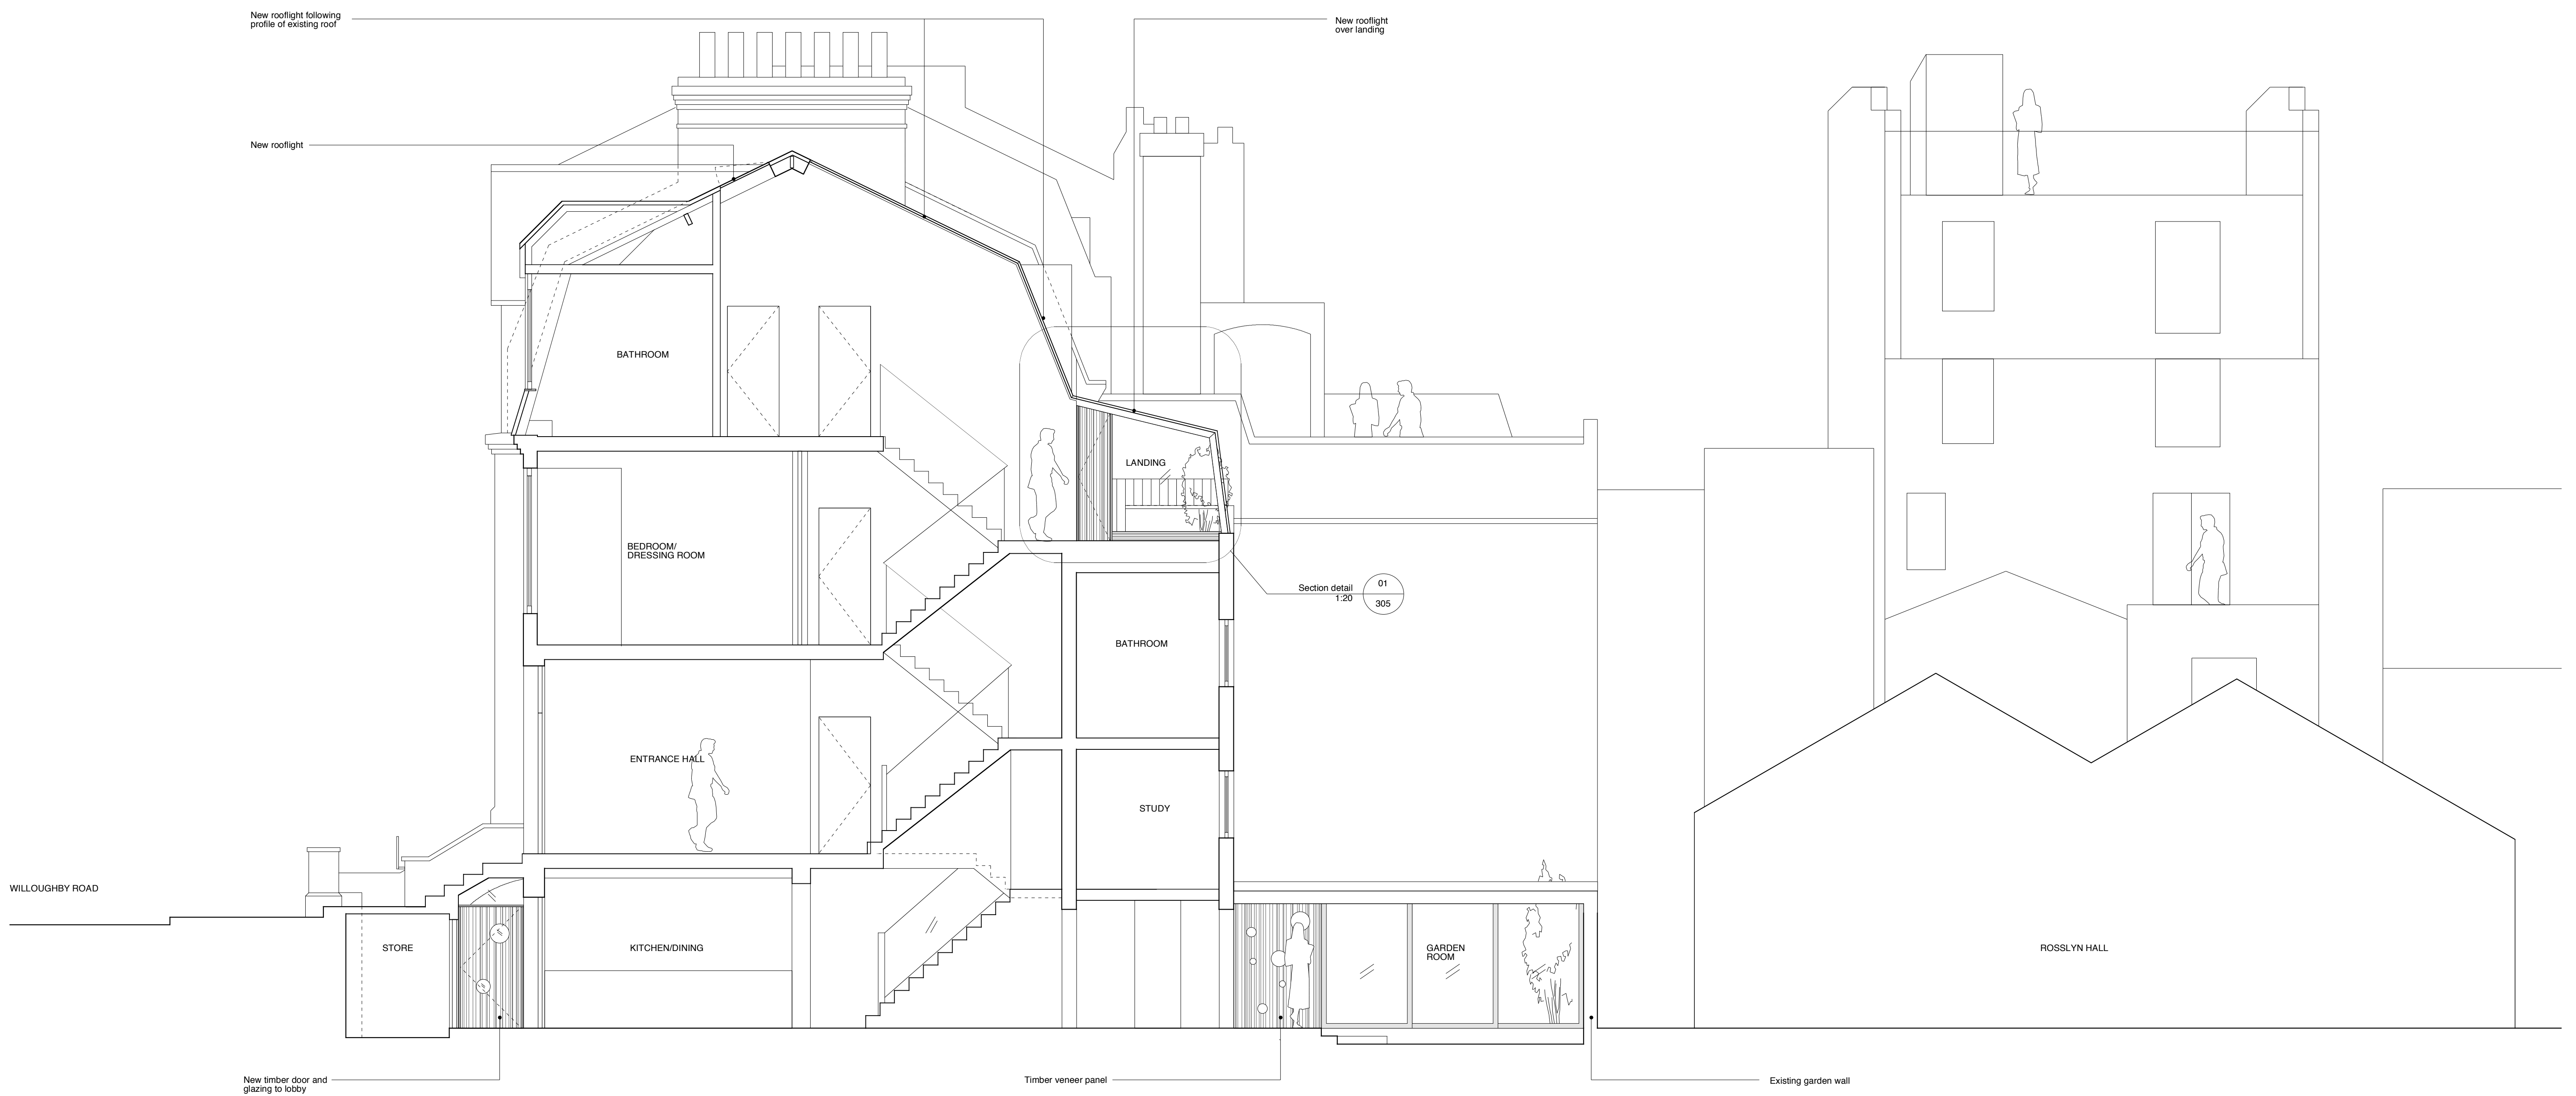 New rooflight following
profile of existing roof
New rooflight
over landing
New rooflight
BATHROOM
LANDING
BEDROOM/
DRESSING ROOM
Section detail
1:20
01
305
BATHROOM
ENTRANCE HALL
STUDY
WILLOUGHBY ROAD
STORE
KITCHEN/DINING
GARDEN
ROOM
ROSSLYN HALL
New timber door and
glazing to lobby
Timber veneer panel
Existing garden wall